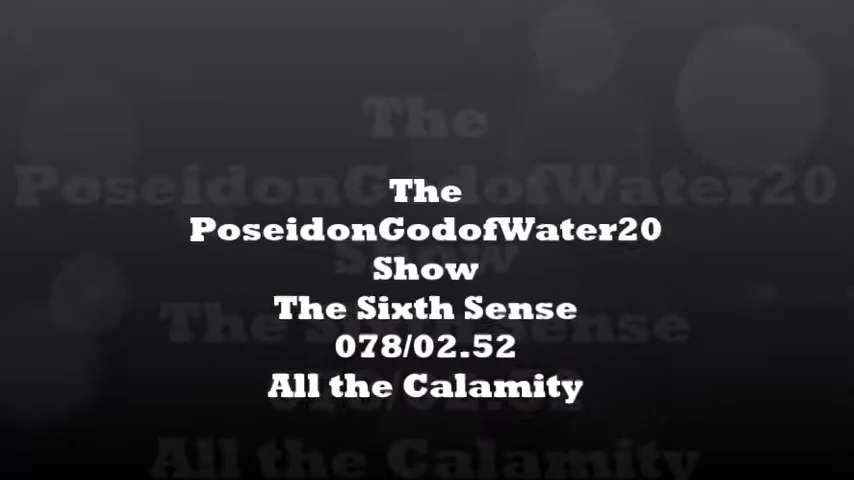 The
PoseidonGodofWater20
Show
The Sixth Sense
078/02.52
All the Calamity